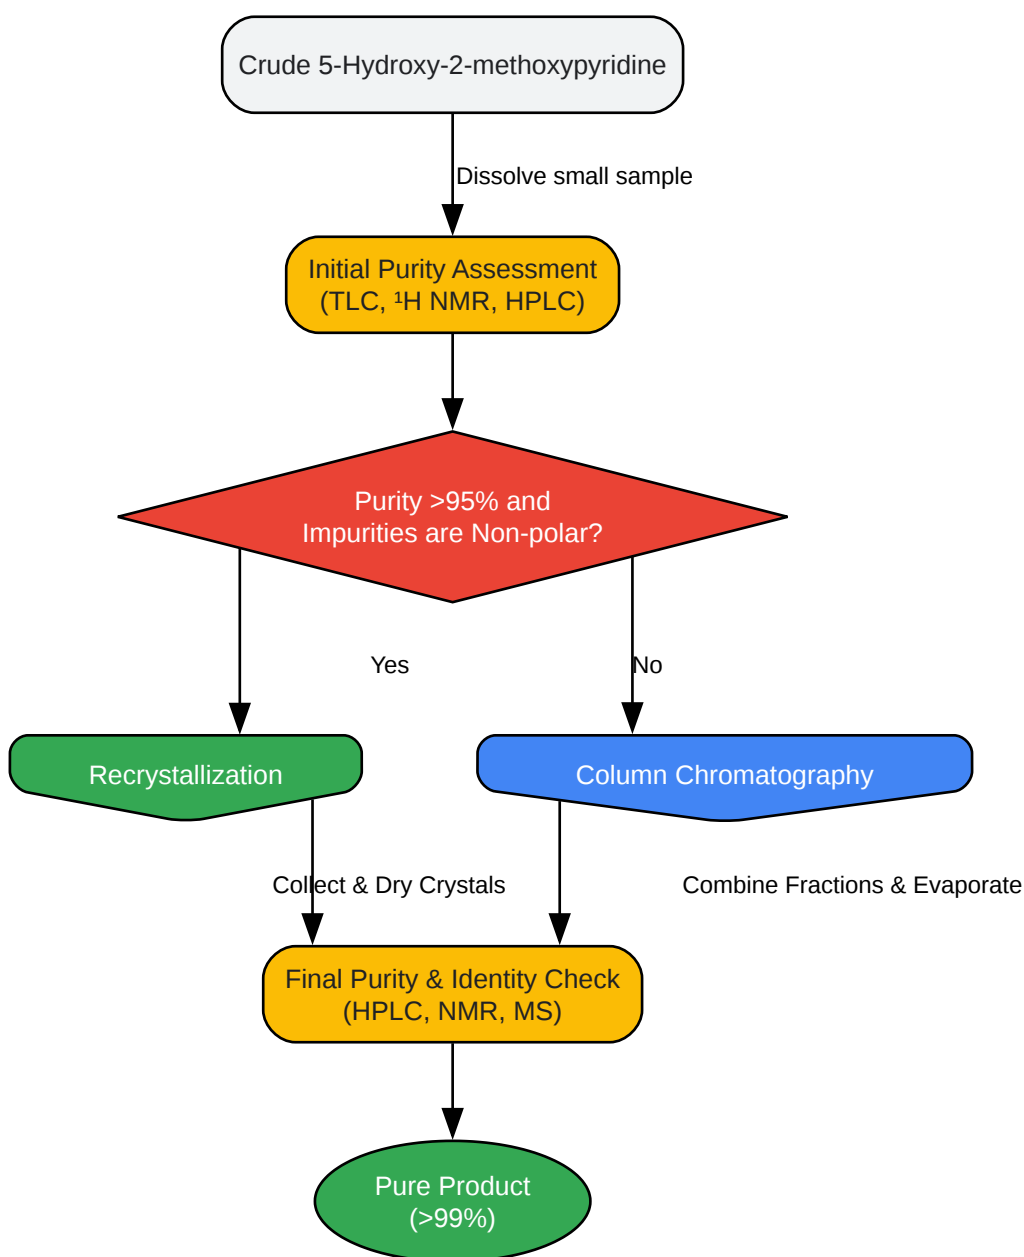 Crude 5-Hydroxy-2-methoxypyridine
Dissolve small sample
Initial Purity Assessment
(TLC, ¹H NMR, HPLC)
Purity >95% and
Impurities are Non-polar?
Yes
No
Recrystallization
Column Chromatography
Collect & Dry Crystals
Combine Fractions & Evaporate
Final Purity & Identity Check
(HPLC, NMR, MS)
Pure Product
(>99%)